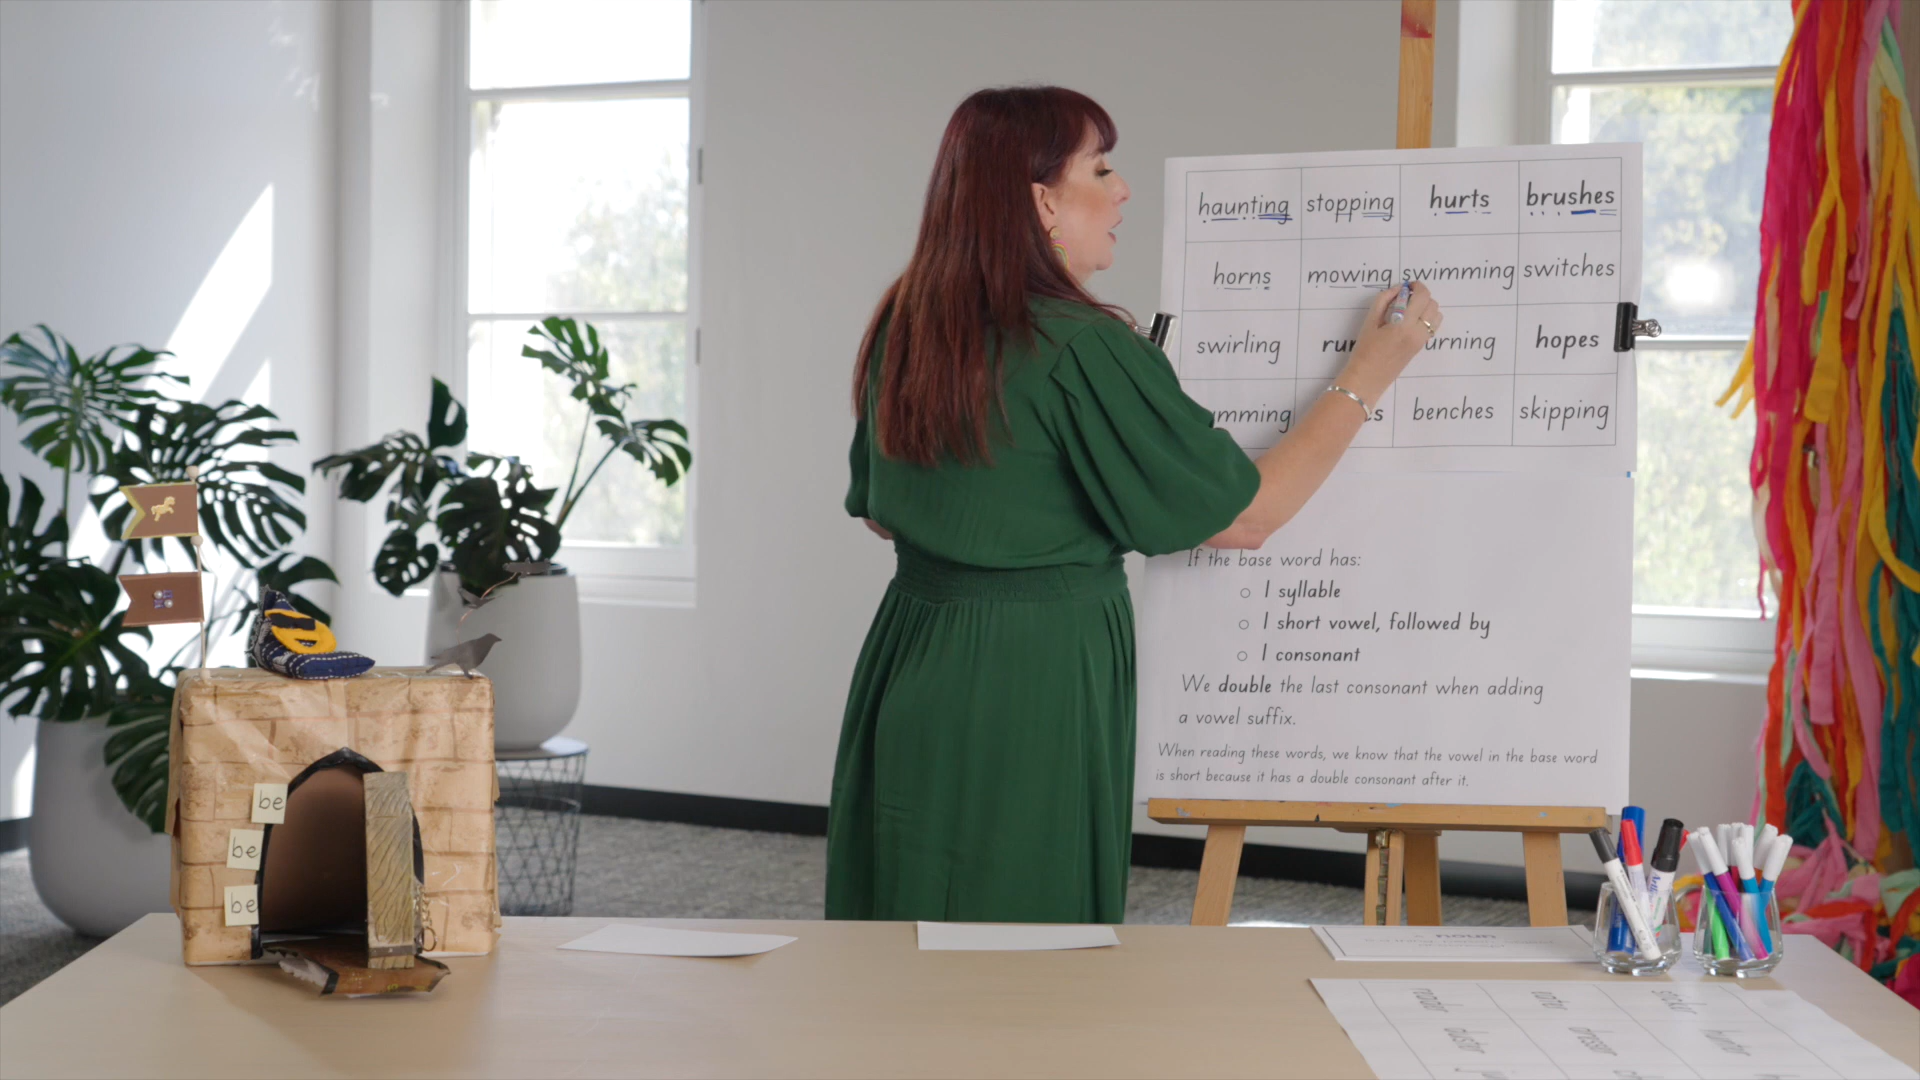 haunting stopping hurts brushes
horns mowing swimming switches
swirling hopes
benches skipping
If the base word has:
○ 1 syllable
○ 1 short vowel, followed by
○ 1 consonant
We double the last consonant when adding
a vowel suffix.
When reading these words, we know that the vowel in the base word
is short because it has a double consonant after it.
be
be
be
noun